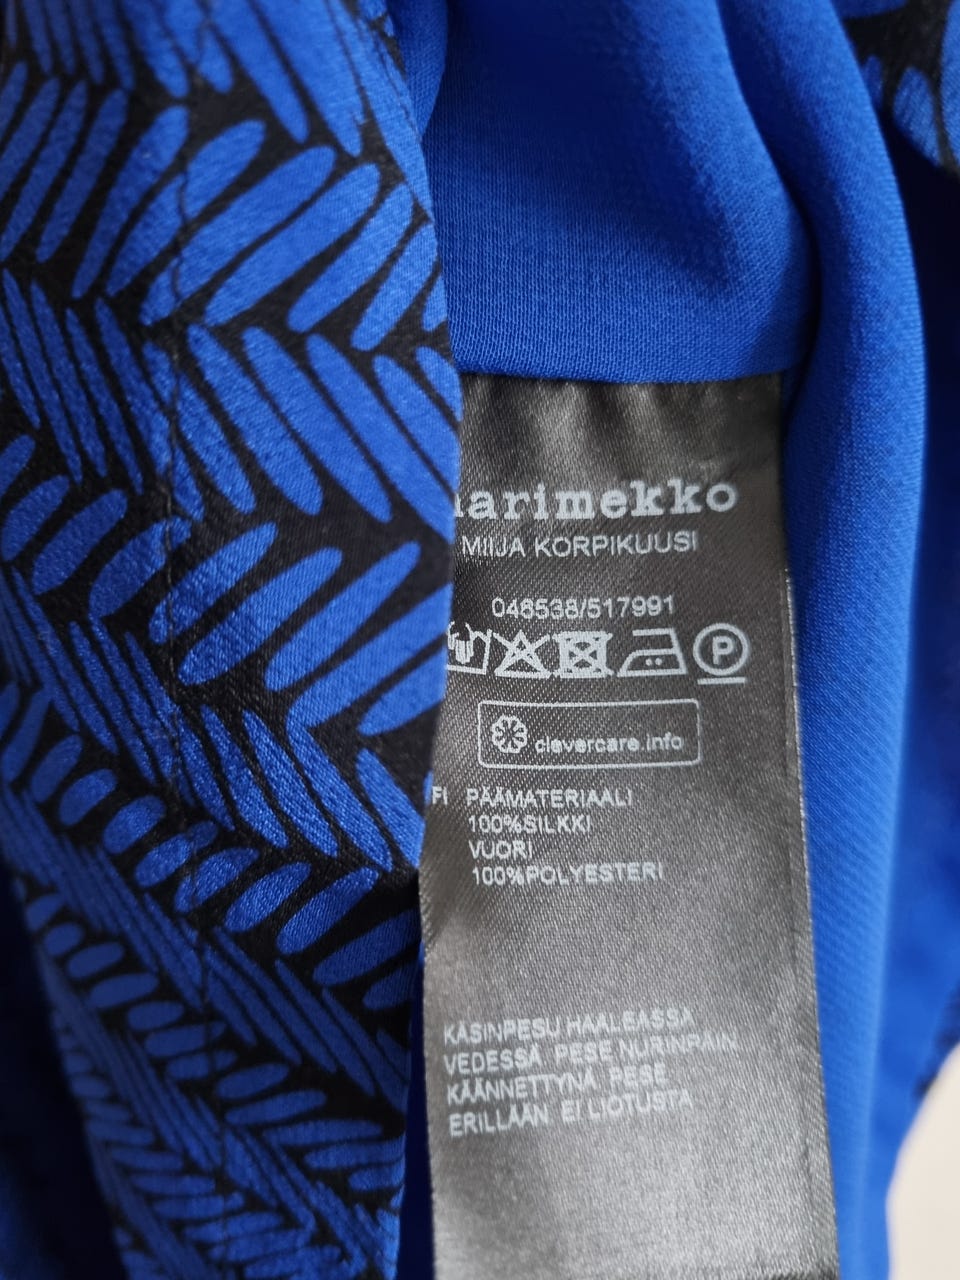 marimekko
MIIJA KORPIKUUSI
046538/517991
P
clevercare.info
FI PÄÄMATERIAALI
100%SILKKI
VUORI
100%POLYESTERI
KÄSINPESU HAALEASSA
VEDESSÄ. PESE NURINPÄIN
KÄÄNNETTYNÄ. PESE
ERILLÄÄN. EI LIOTUSTA